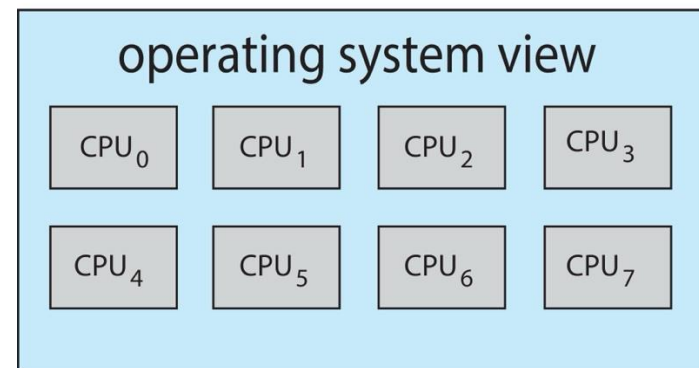 operating system view
CPU₀ CPU₁ CPU₂ CPU₃
CPU₄ CPU₅ CPU₆ CPU₇